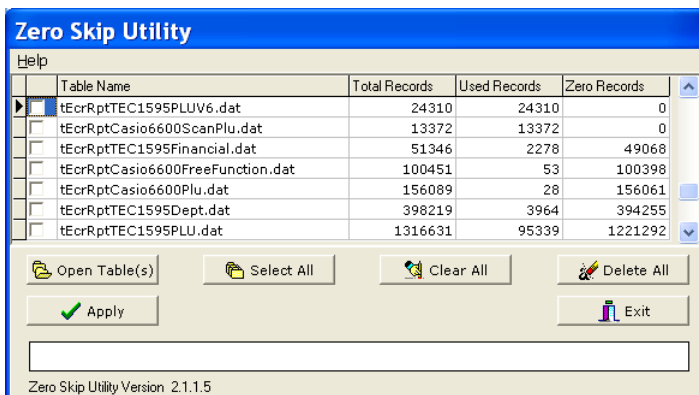 Zero Skip Utility
Help
Table Name Total Records Used Records Zero Records
tEcrRptTEC1595PLUV6.dat 24310 24310 0
tEcrRptCasio6600ScanPlu.dat 13372 13372 0
tEcrRptTEC1595Financial.dat 51346 2278 49068
tEcrRptCasio6600FreeFunction.dat 100451 53 100398
tEcrRptCasio6600Plu.dat 156089 28 156061
tEcrRptTEC1595Dept.dat 398219 3964 394255
tEcrRptTEC1595PLU.dat 1316631 95339 1221292
Open Table(s) Select All Clear All Delete All
Apply Exit
Zero Skip Utility Version 2.1.1.5